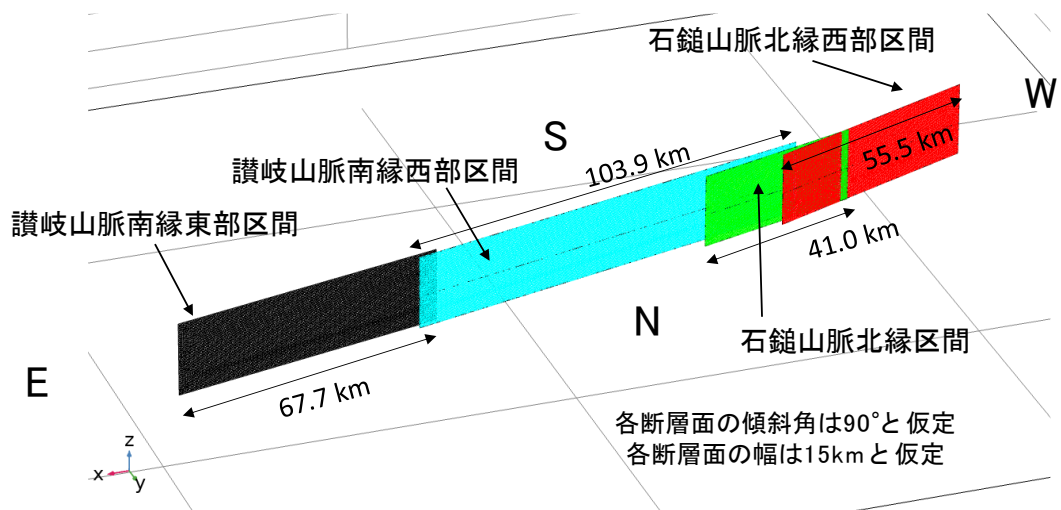 石鎚山脈北縁西部区間
W
S
103.9 km
55.5 km
讃岐山脈南縁西部区間
讃岐山脈南縁東部区間
41.0 km
N
石鎚山脈北縁区間
E
67.7 km
各断層面の傾斜角は90°と仮定
各断層面の幅は15kmと仮定
z
x
y